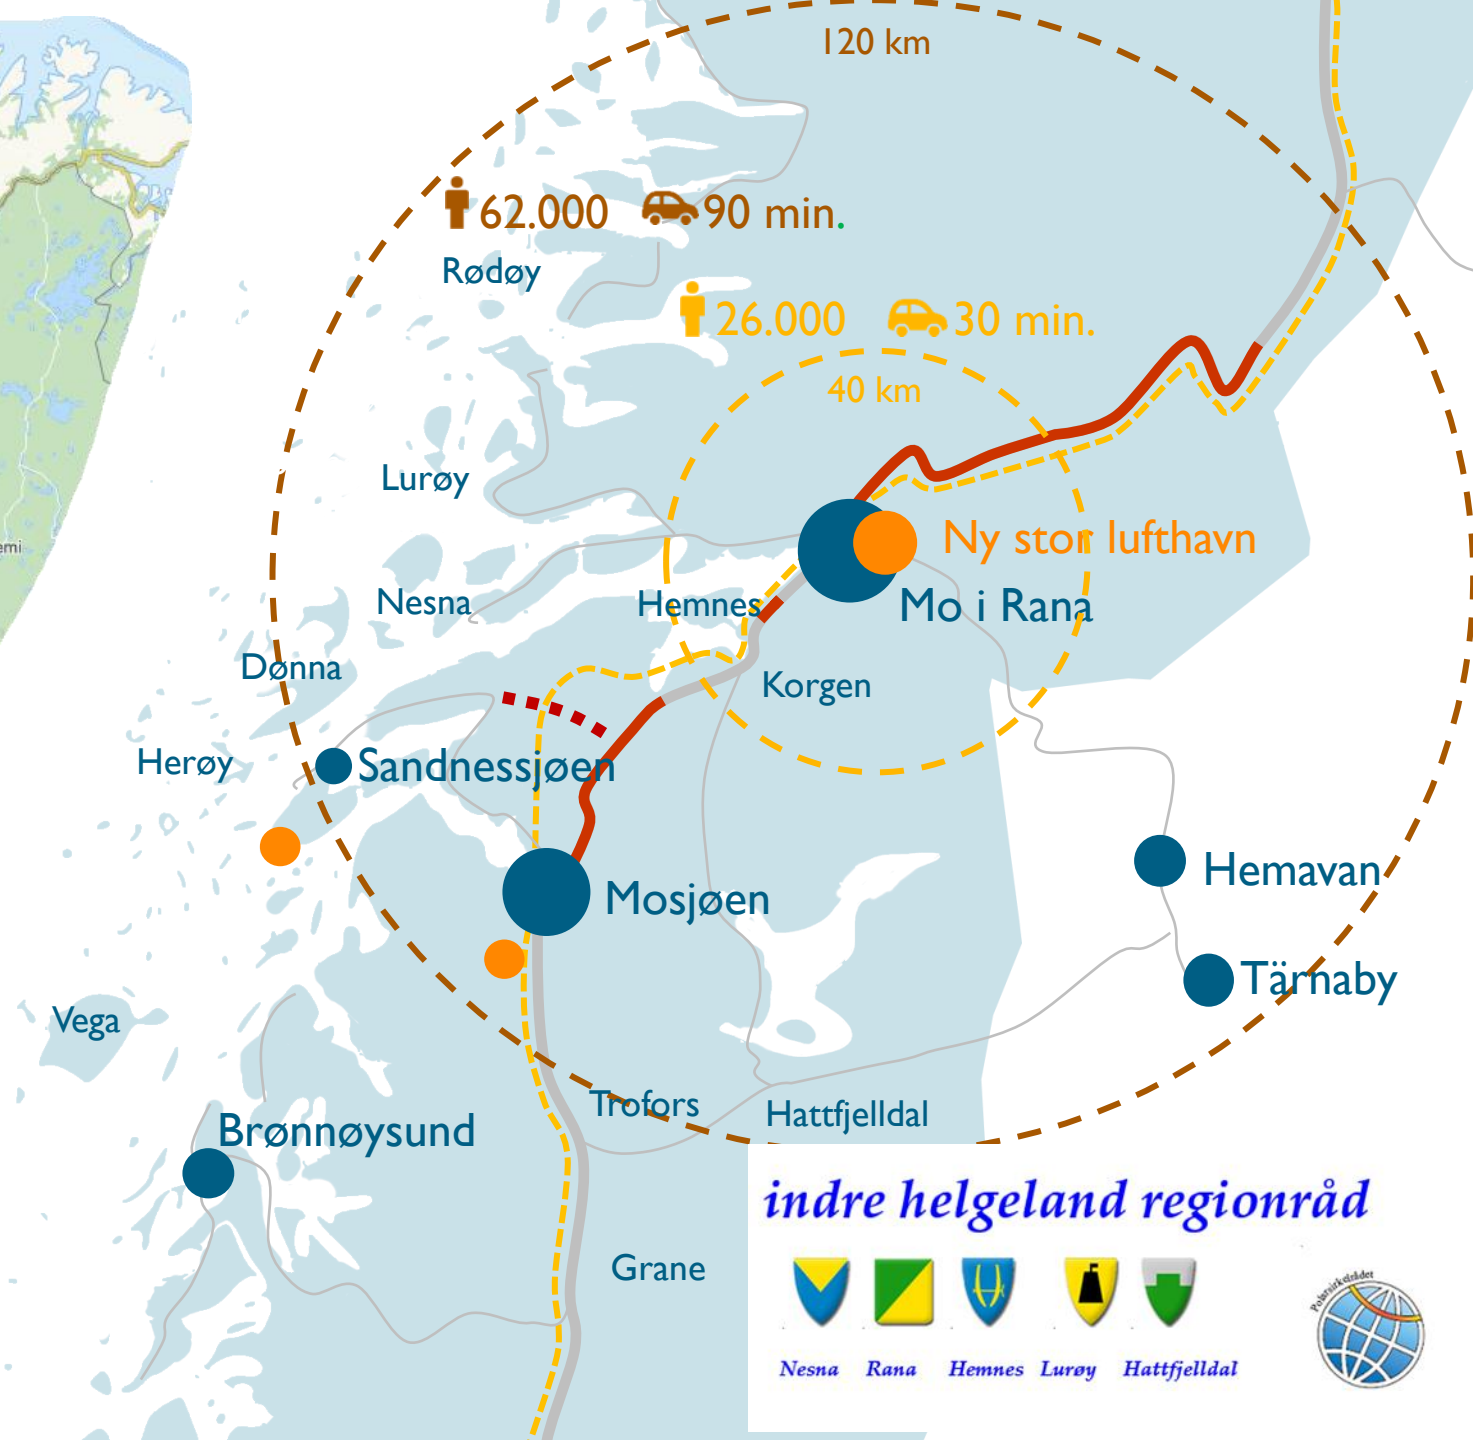 120 km
62.000 90 min.
Rødøy
26.000 30 min.
40 km
Lurøy
emi
Ny stor lufthavn
Nesna
Hemnes
Mo i Rana
Dønna
Korgen
Herøy
Sandnessjøen
Hemavan
Mosjøen
Tärnaby
Vega
Trofors
Hattfjelldal
Brønnøysund
indre helgeland regionråd
Grane
Polarsirkelrådet
Nesna Rana Hemnes Lurøy Hattfjelldal